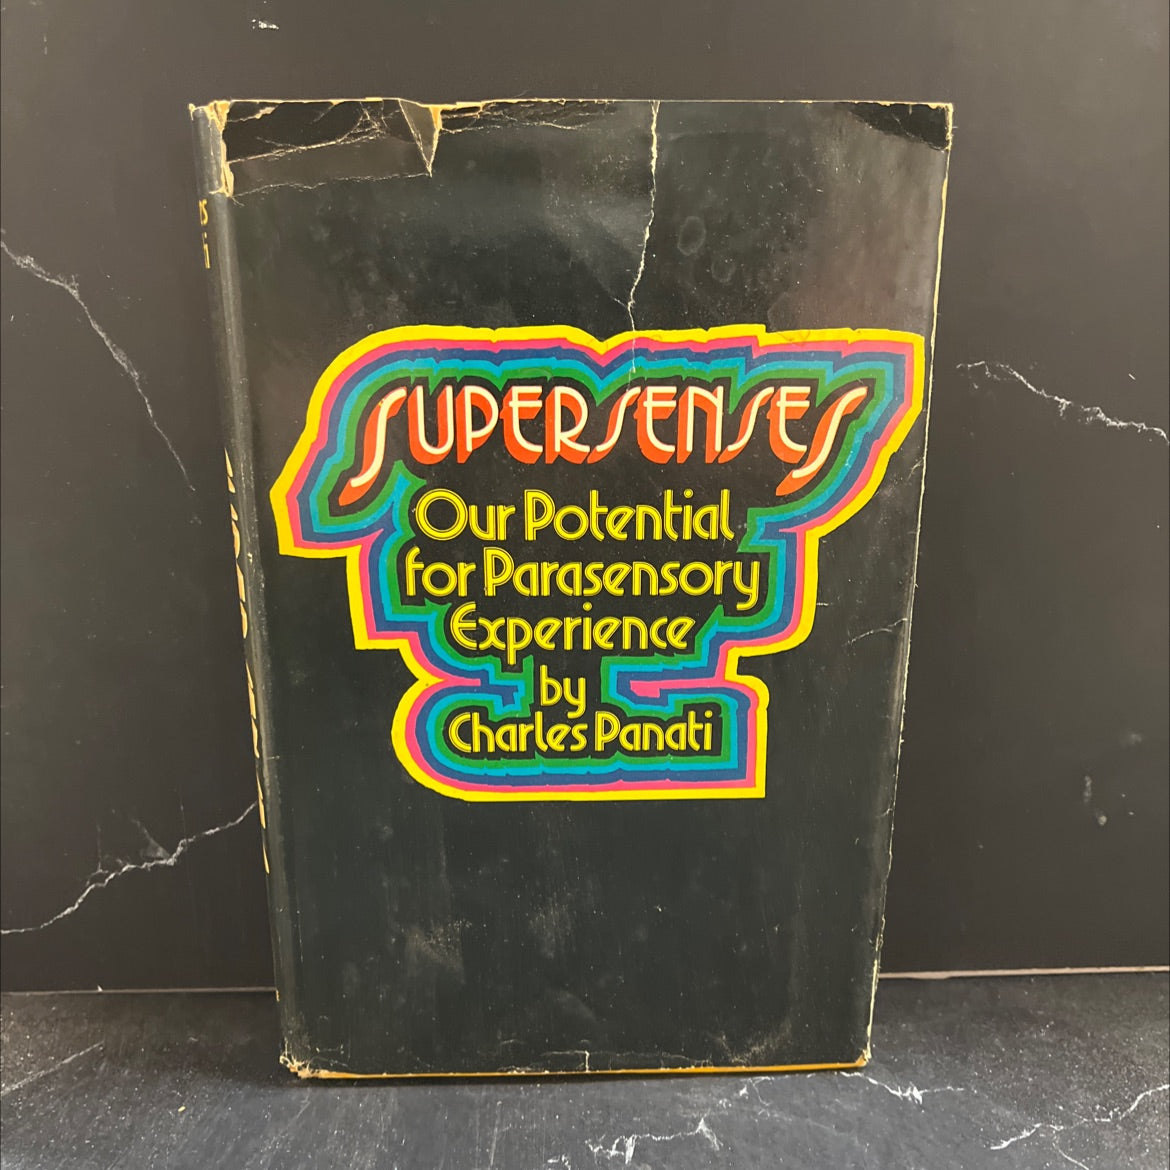 SUPERSENSES
Our Potential
for Parasensory
Experience
by
Charles Panati